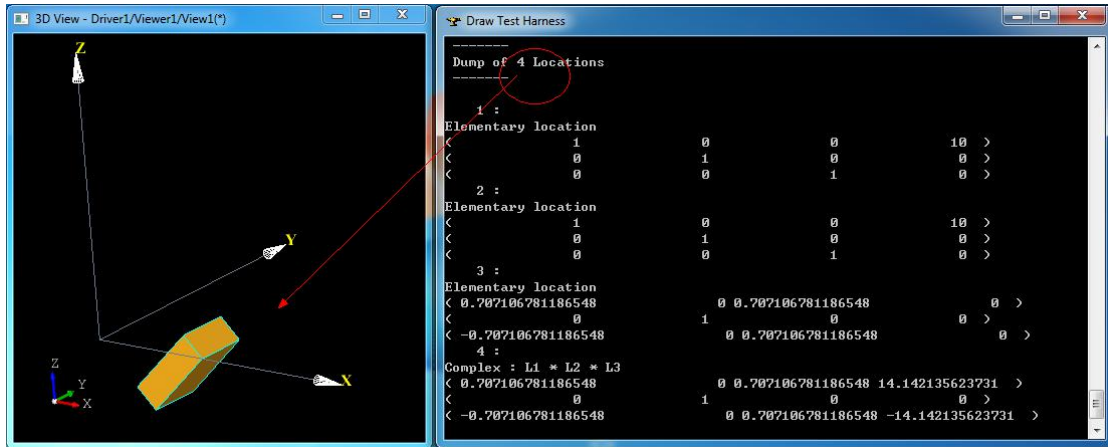 3D View - Driver1/Viewer1/View1(*)
Z
Y
X
Z
Y
X
Draw Test Harness
-------
Dump of 4 Locations
-------
1 :
Elementary location
( 1 0 0 10 )
( 0 1 0 0 )
( 0 0 1 0 )
2 :
Elementary location
( 1 0 0 10 )
( 0 1 0 0 )
( 0 0 1 0 )
3 :
Elementary location
( 0.707106781186548 0 0.707106781186548 0 )
( 0 1 0 0 )
( -0.707106781186548 0 0.707106781186548 0 )
4 :
Complex : L1 * L2 * L3
( 0.707106781186548 0 0.707106781186548 14.142135623731 )
( 0 1 0 0 )
( -0.707106781186548 0 0.707106781186548 -14.142135623731 )